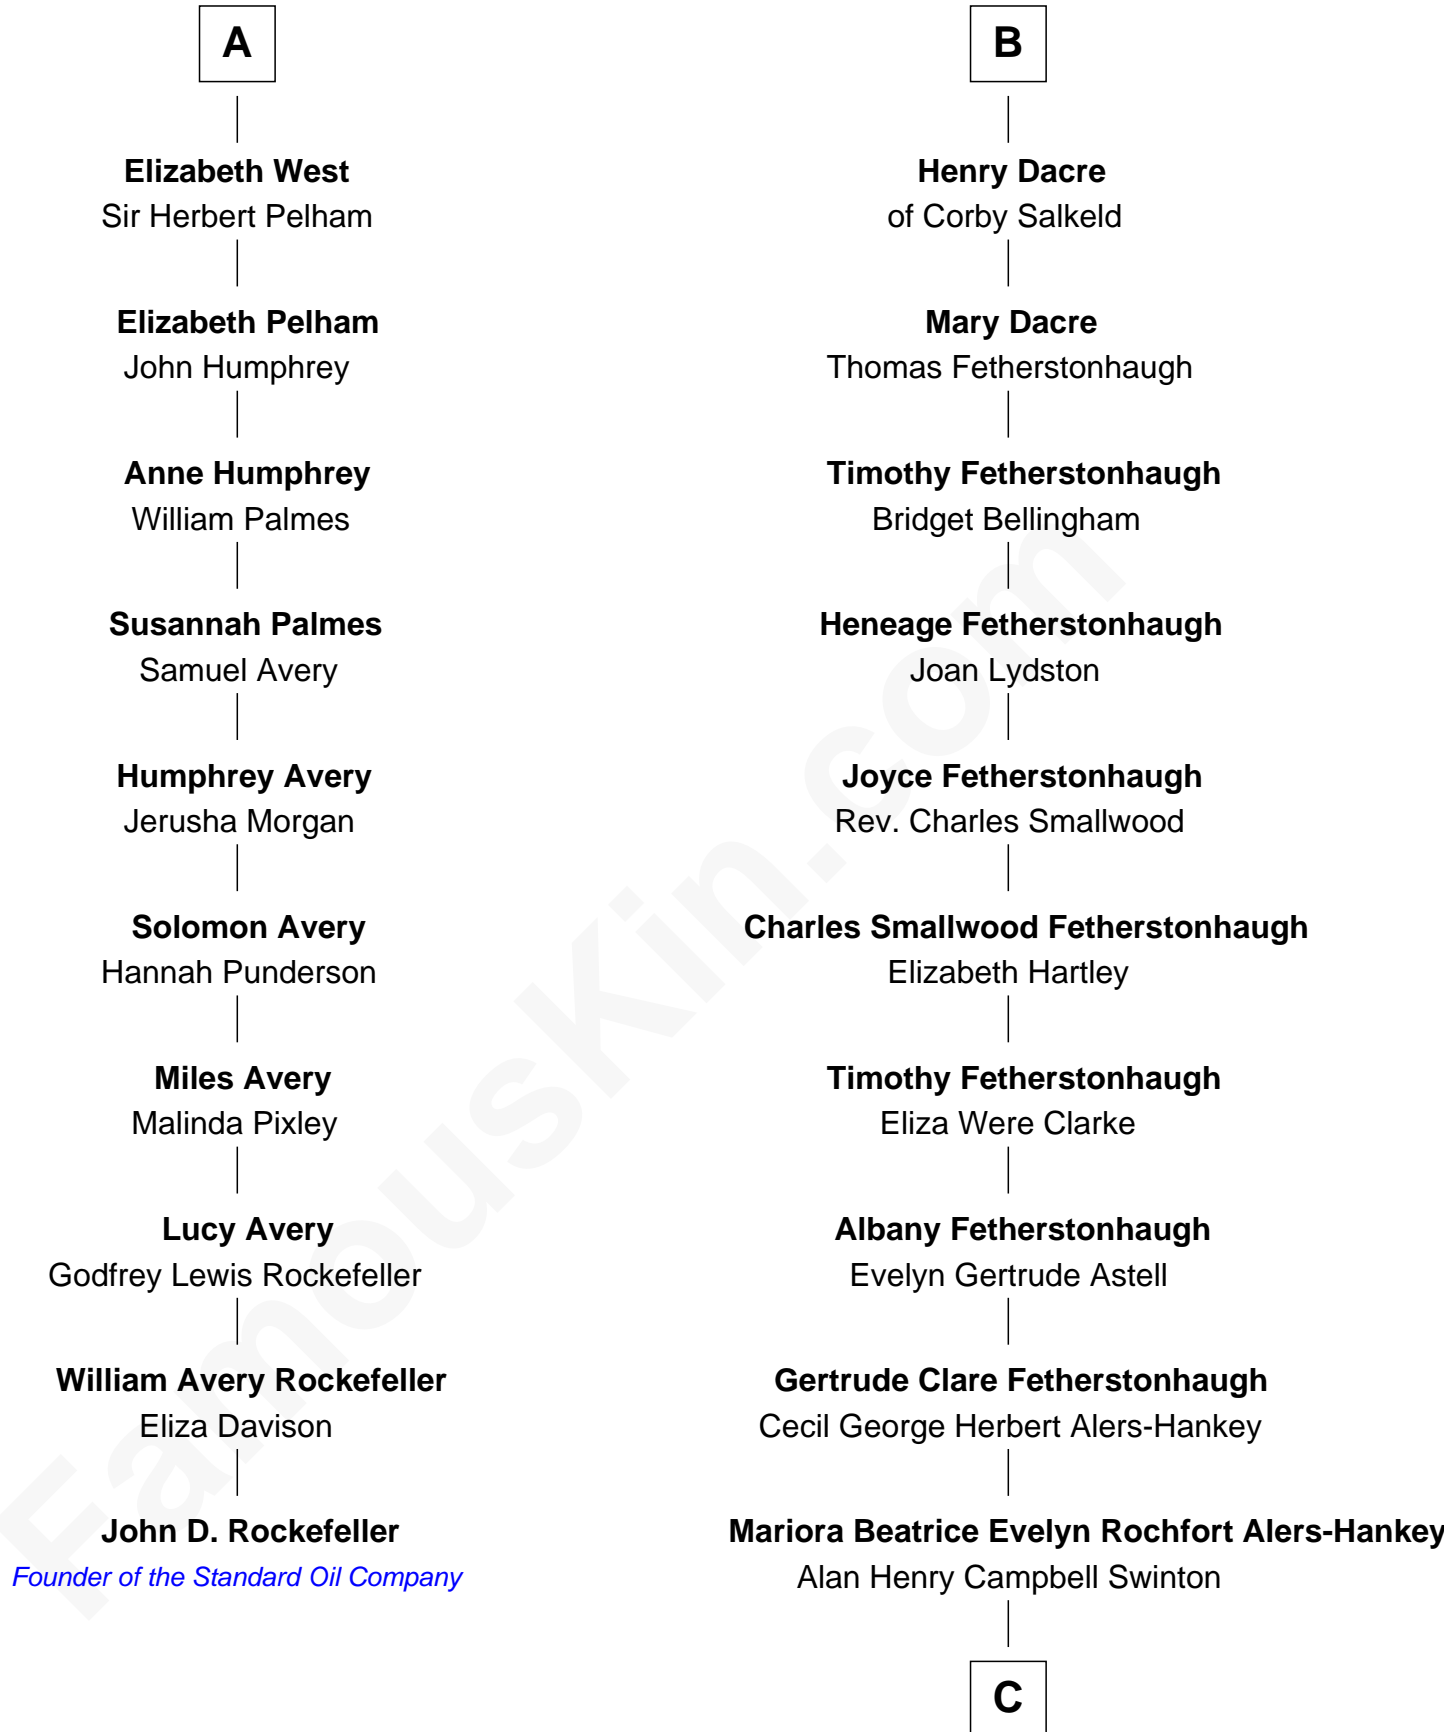 A
Elizabeth West
Sir Herbert Pelham
Elizabeth Pelham
John Humphrey
Anne Humphrey
William Palmes
Susannah Palmes
Samuel Avery
Humphrey Avery
Jerusha Morgan
Solomon Avery
Hannah Punderson
Miles Avery
Malinda Pixley
Lucy Avery
Godfrey Lewis Rockefeller
William Avery Rockefeller
Eliza Davison
John D. Rockefeller
Founder of the Standard Oil Company
B
Henry Dacre
of Corby Salkeld
Mary Dacre
Thomas Fetherstonhaugh
Timothy Fetherstonhaugh
Bridget Bellingham
Heneage Fetherstonhaugh
Joan Lydston
Joyce Fetherstonhaugh
Rev. Charles Smallwood
Charles Smallwood Fetherstonhaugh
Elizabeth Hartley
Timothy Fetherstonhaugh
Eliza Were Clarke
Albany Fetherstonhaugh
Evelyn Gertrude Astell
Gertrude Clare Fetherstonhaugh
Cecil George Herbert Alers-Hankey
Mariora Beatrice Evelyn Rochfort Alers-Hankey
Alan Henry Campbell Swinton
C
FamousKin.com